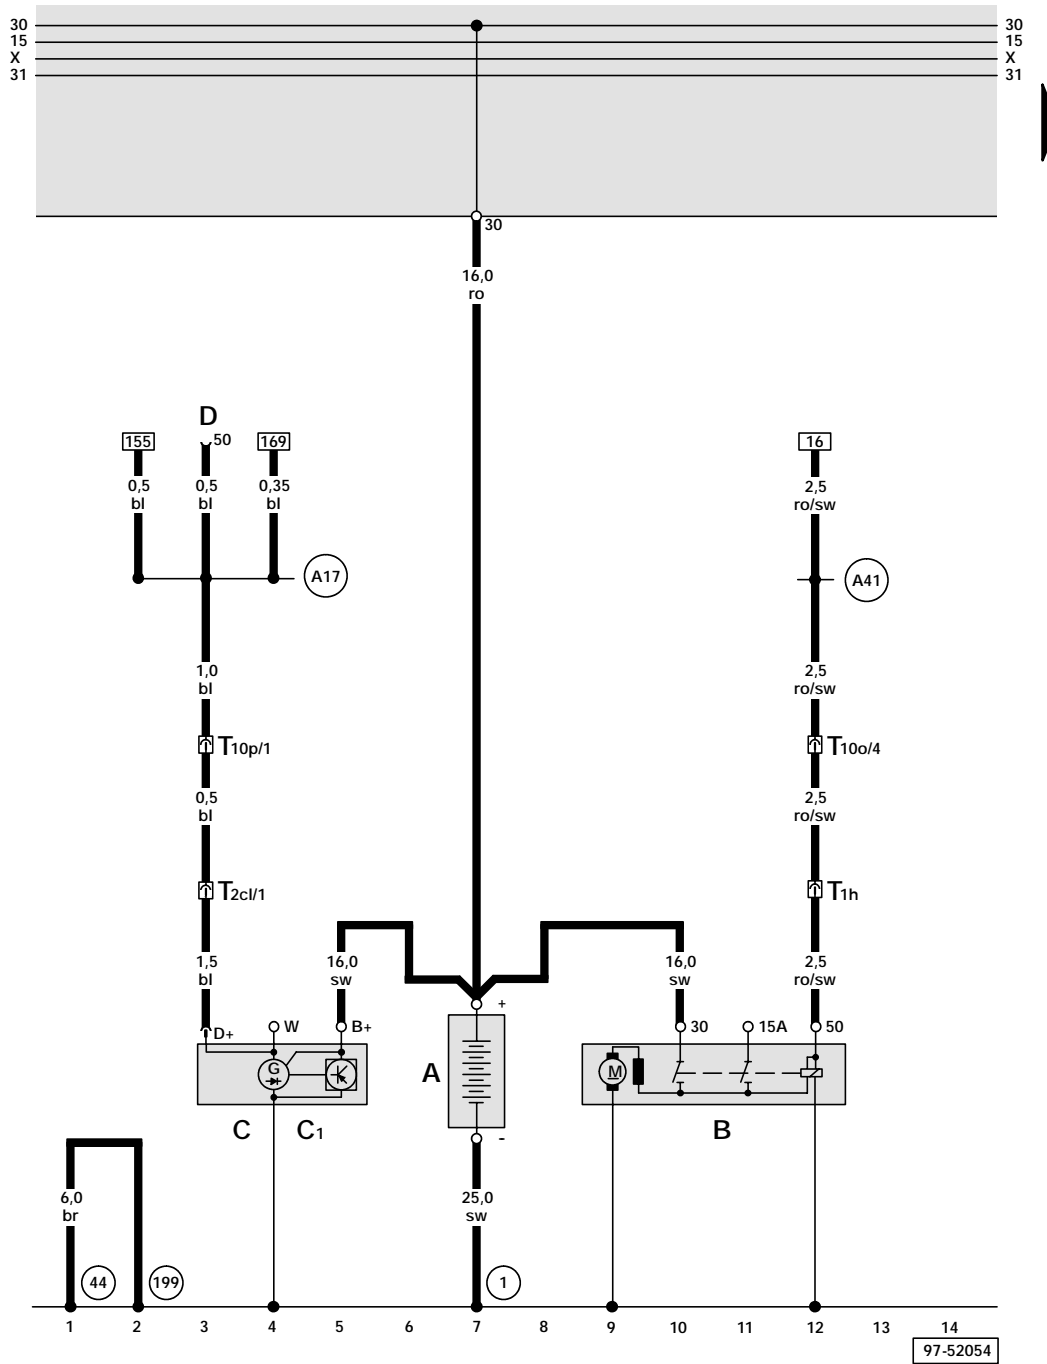 30 30
15 15
X X
31 31
30
16,0
ro
D
155 50 169 16
0,5 0,5 0,35 2,5
bl bl bl ro/sw
A17 A41
1,0 2,5
bl ro/sw
T10p/1 T10o/4
0,5 2,5
bl ro/sw
T2cl/1 T1h
1,5 16,0 16,0 2,5
bl sw sw ro/sw
+
D+ W B+ 30 15A 50
G A M
C C1 - B
6,0 25,0
br sw
44 199 1
1 2 3 4 5 6 7 8 9 10 11 12 13 14
97-52054